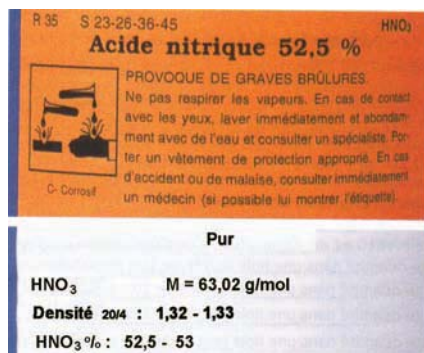 R 35 S 23-26-36-45 HNO₃
Acide nitrique 52,5 %
PROVOQUE DE GRAVES BRÛLURES
Ne pas respirer les vapeurs. En cas de contact
avec les yeux, laver immédiatement et abondam-
ment avec de l'eau et consulter un spécialiste. Por-
ter un vêtement de protection approprié. En cas
d'accident ou de malaise, consulter immédiatement
un médecin (si possible lui montrer l'étiquette).
C- Corrosif
Pur
HNO₃ M = 63,02 g/mol
Densité 20/4 : 1,32 - 1,33
HNO₃ % : 52,5 - 53